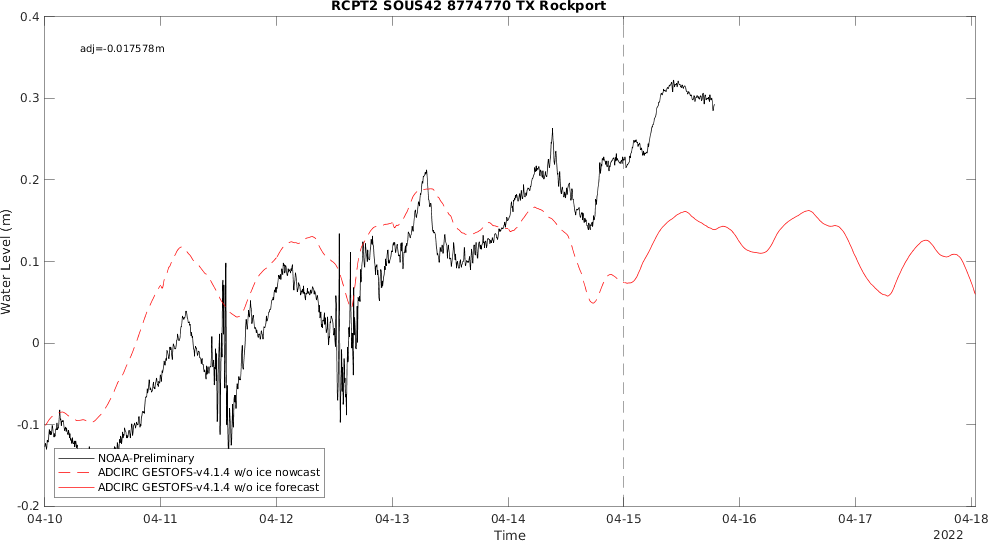 RCPT2 SOUS42 8774770 TX Rockport
adj=-0.017578m
Water Level (m)
0.4
0.3
0.2
0.1
0
-0.1
-0.2
NOAA-Preliminary
ADCIRC GESTOFS-v4.1.4 w/o ice nowcast
ADCIRC GESTOFS-v4.1.4 w/o ice forecast
04-10 04-11 04-12 04-13 04-14 04-15 04-16 04-17 04-18
Time
2022